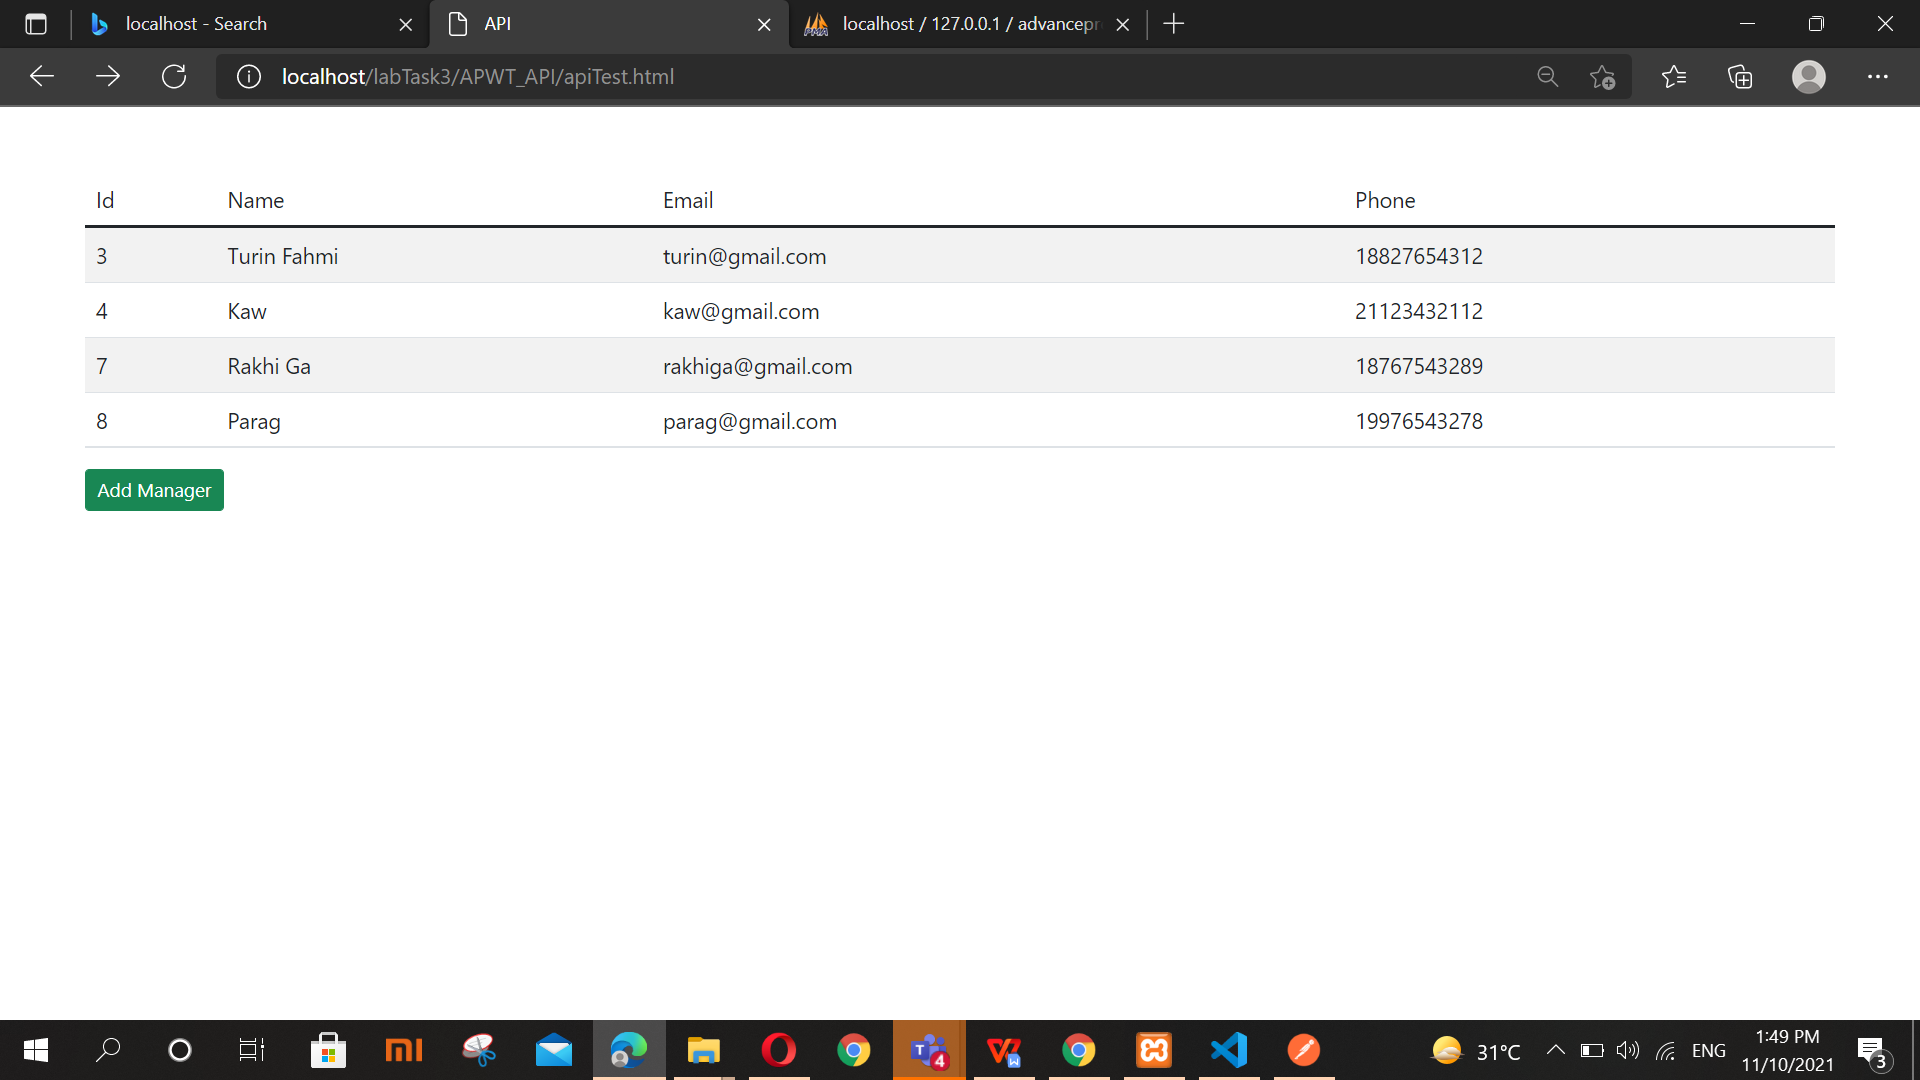 localhost - Search
API
localhost / 127.0.0.1 / advancepr
localhost/labTask3/APWT_API/apiTest.html
Id Name Email Phone
3 Turin Fahmi turin@gmail.com 18827654312
4 Kaw kaw@gmail.com 21123432112
7 Rakhi Ga rakhiga@gmail.com 18767543289
8 Parag parag@gmail.com 19976543278
Add Manager
31°C ENG 1:49 PM
11/10/2021
4
3